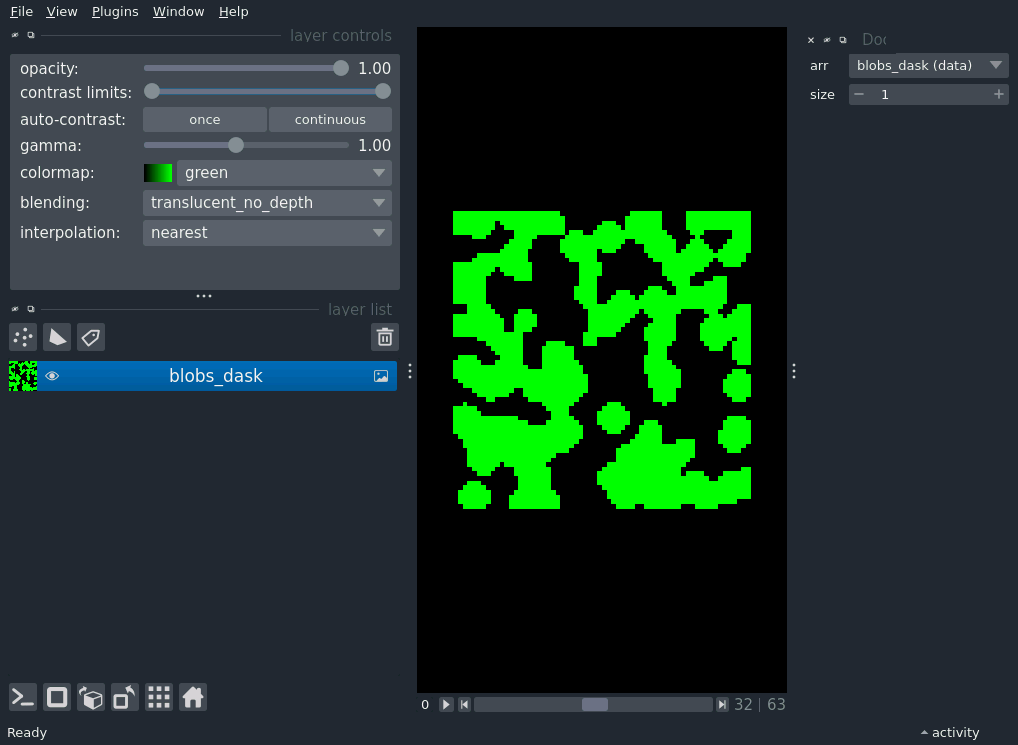 File View Plugins Window Help
layer controls
opacity: 1.00
contrast limits:
auto-contrast: once continuous
gamma: 1.00
colormap: green
blending: translucent_no_depth
interpolation: nearest
layer list
blobs_dask
0 32 | 63
Ready
activity
arr blobs_dask (data)
size 1